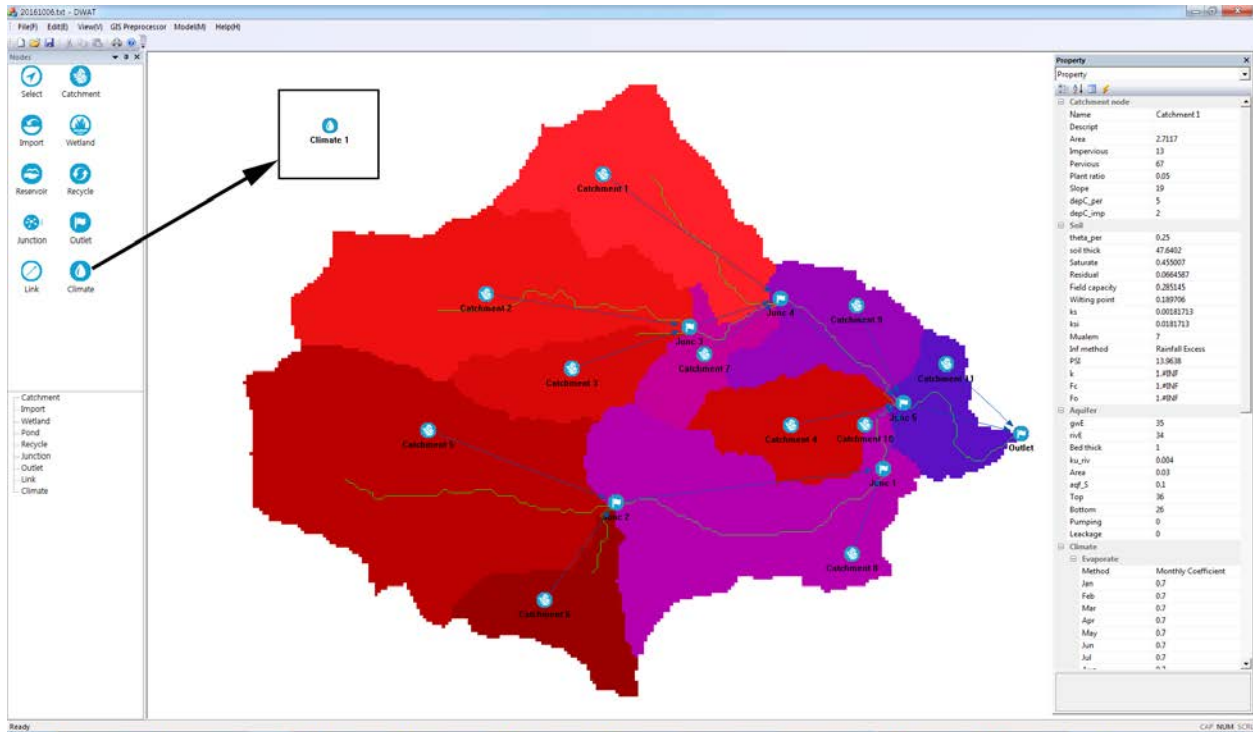 20161006.txt - DWAT
File(F) Edit(E) View(V) GIS Preprocessor Model(M) Help(H)
Nodes
Select Catchment
Import Wetland
Reservoir Recycle
Junction Outlet
Link Climate
Catchment
Import
Wetland
Pond
Recycle
Junction
Outlet
Link
Climate
Climate 1
Catchment 1
Catchment 2
Junc 4
Catchment 9
Junc 3
Catchment 7
Catchment 3
Catchment 11
Junc 5
Catchment 5
Catchment 4
Catchment 10
Outlet
Junc 1
Junc 2
Catchment 8
Catchment 6
Property
Property
Catchment node
Name Catchment 1
Descript
Area 2.7117
Impervious 13
Pervious 67
Plant ratio 0.05
Slope 19
depC_per 5
depC_imp 2
Soil
theta_per 0.25
soil thick 47.6402
Saturate 0.455007
Residual 0.0664587
Field capacity 0.285145
Wilting point 0.189706
ks 0.00181713
ksi 0.0181713
Mualem 7
Inf method Rainfall Excess
PSI 13.9638
k 1.#INF
Fc 1.#INF
Fo 1.#INF
Aquifer
gwE 35
rivE 34
Bed thick 1
ku_riv 0.004
Area 0.03
aqf_S 0.1
Top 36
Bottom 26
Pumping 0
Leackage 0
Climate
Evaporate
Method Monthly Coefficient
Jan 0.7
Feb 0.7
Mar 0.7
Apr 0.7
May 0.7
Jun 0.7
Jul 0.7
Ready
CAP NUM SCRL